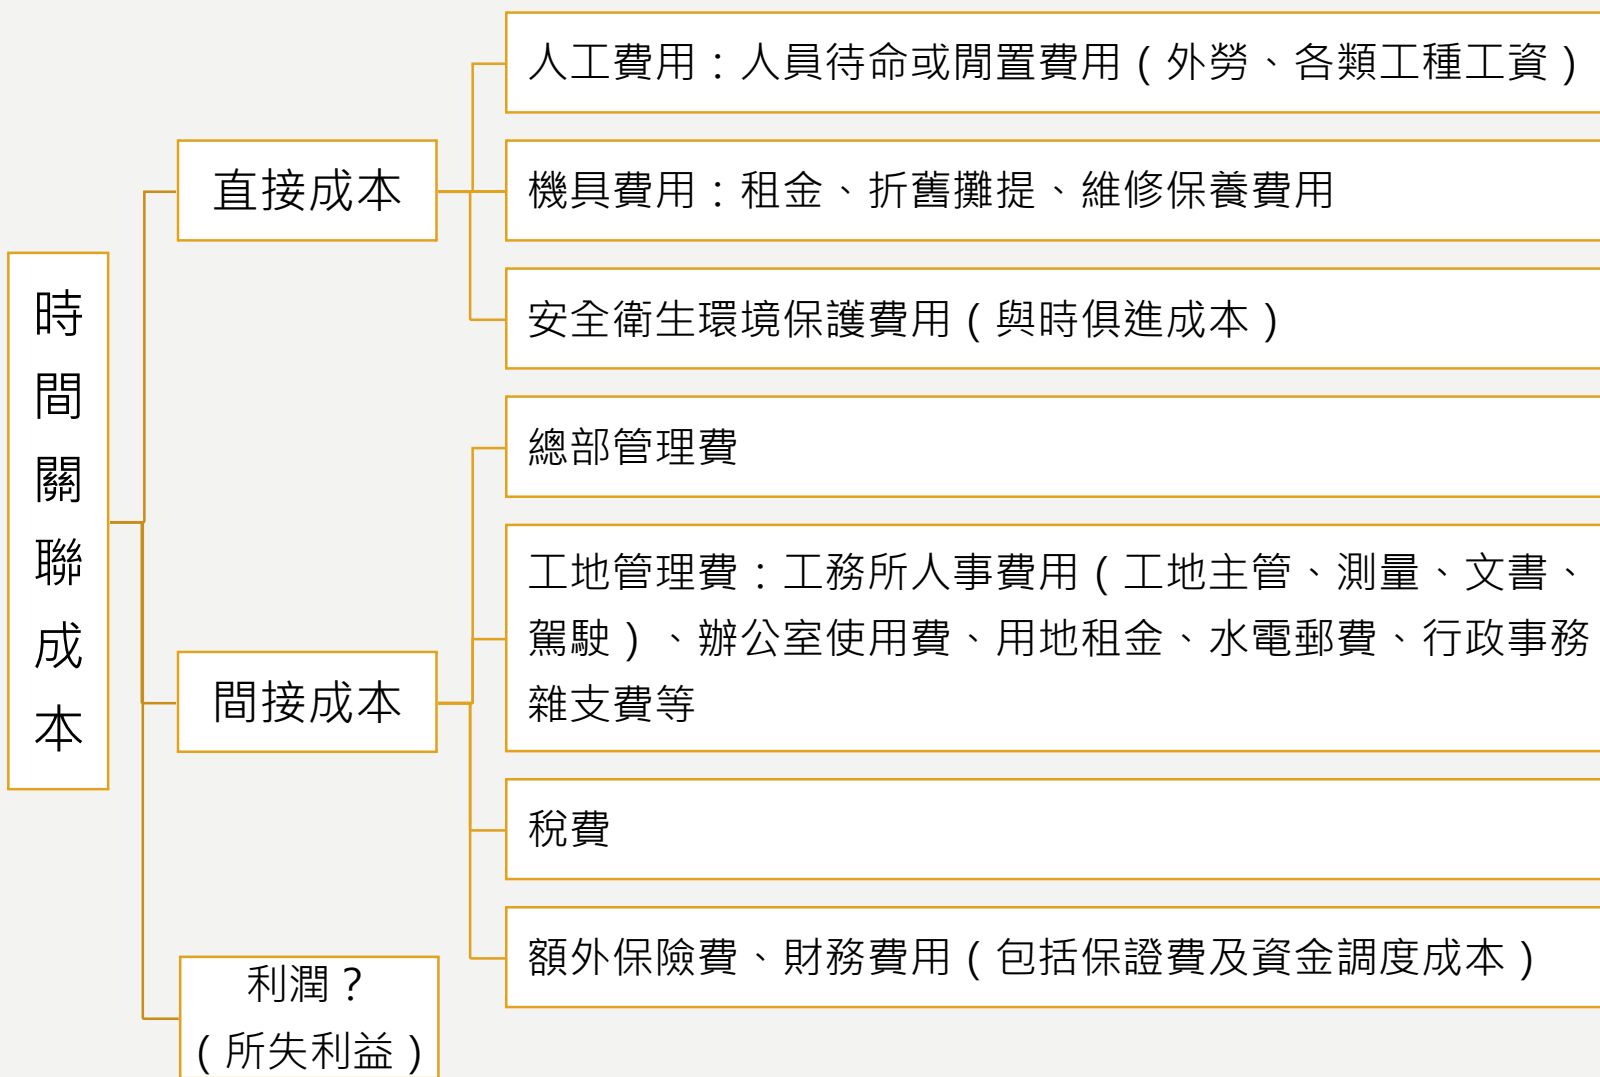 時間關聯成本
直接成本
人工費用：人員待命或閒置費用（外勞、各類工種工資）
機具費用：租金、折舊攤提、維修保養費用
安全衛生環境保護費用（與時俱進成本）
間接成本
總部管理費
工地管理費：工務所人事費用（工地主管、測量、文書、
駕駛）、辦公室使用費、用地租金、水電郵費、行政事務
雜支費等
稅費
額外保險費、財務費用（包括保證費及資金調度成本）
利潤？
（所失利益）